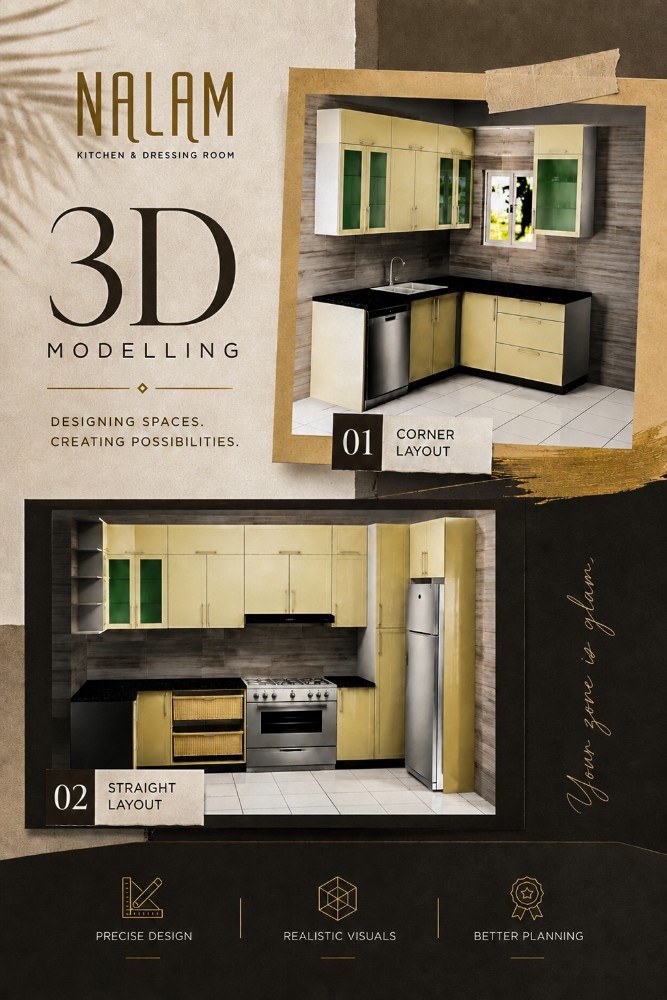 NALAM
KITCHEN & DRESSING ROOM
3D
MODELLING
DESIGNING SPACES.
CREATING POSSIBILITIES.
01
CORNER
LAYOUT
02
STRAIGHT
LAYOUT
Your zone is glam,
PRECISE DESIGN
REALISTIC VISUALS
BETTER PLANNING